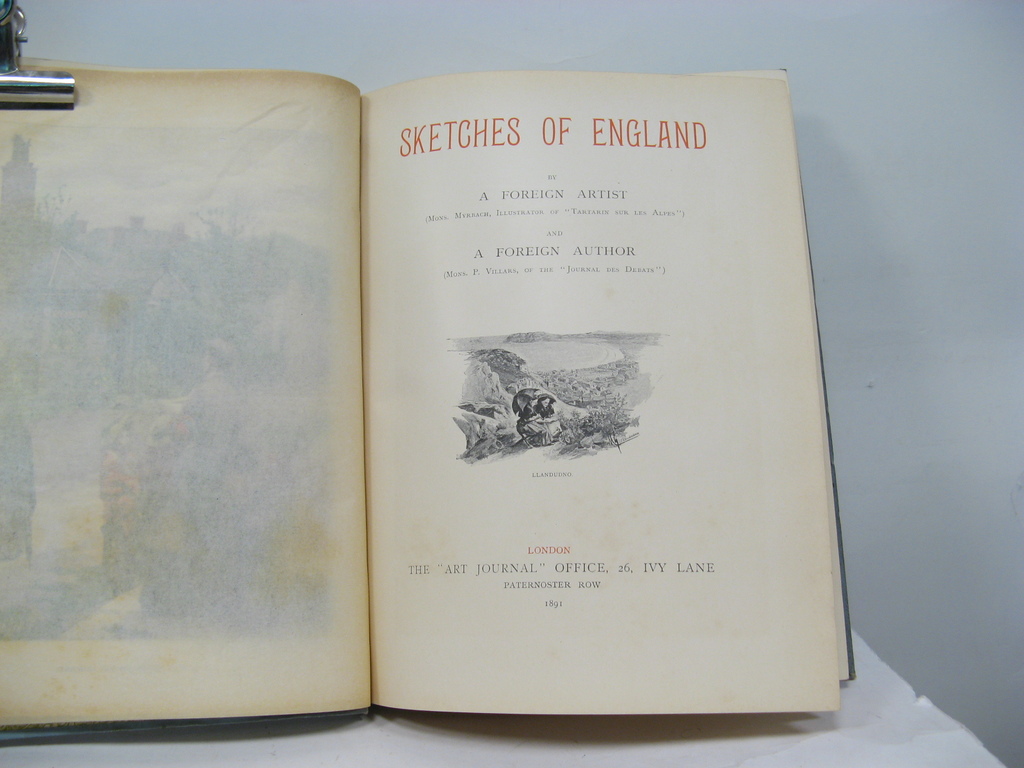 SKETCHES OF ENGLAND
BY
A FOREIGN ARTIST
(Mons. Myrbach, Illustrator of "Tartarin sur les Alpes")
AND
A FOREIGN AUTHOR
(Mons. P. Villars, of the "Journal des Debats")
LLANDUDNO.
LONDON
THE "ART JOURNAL" OFFICE, 26, IVY LANE
PATERNOSTER ROW
1891